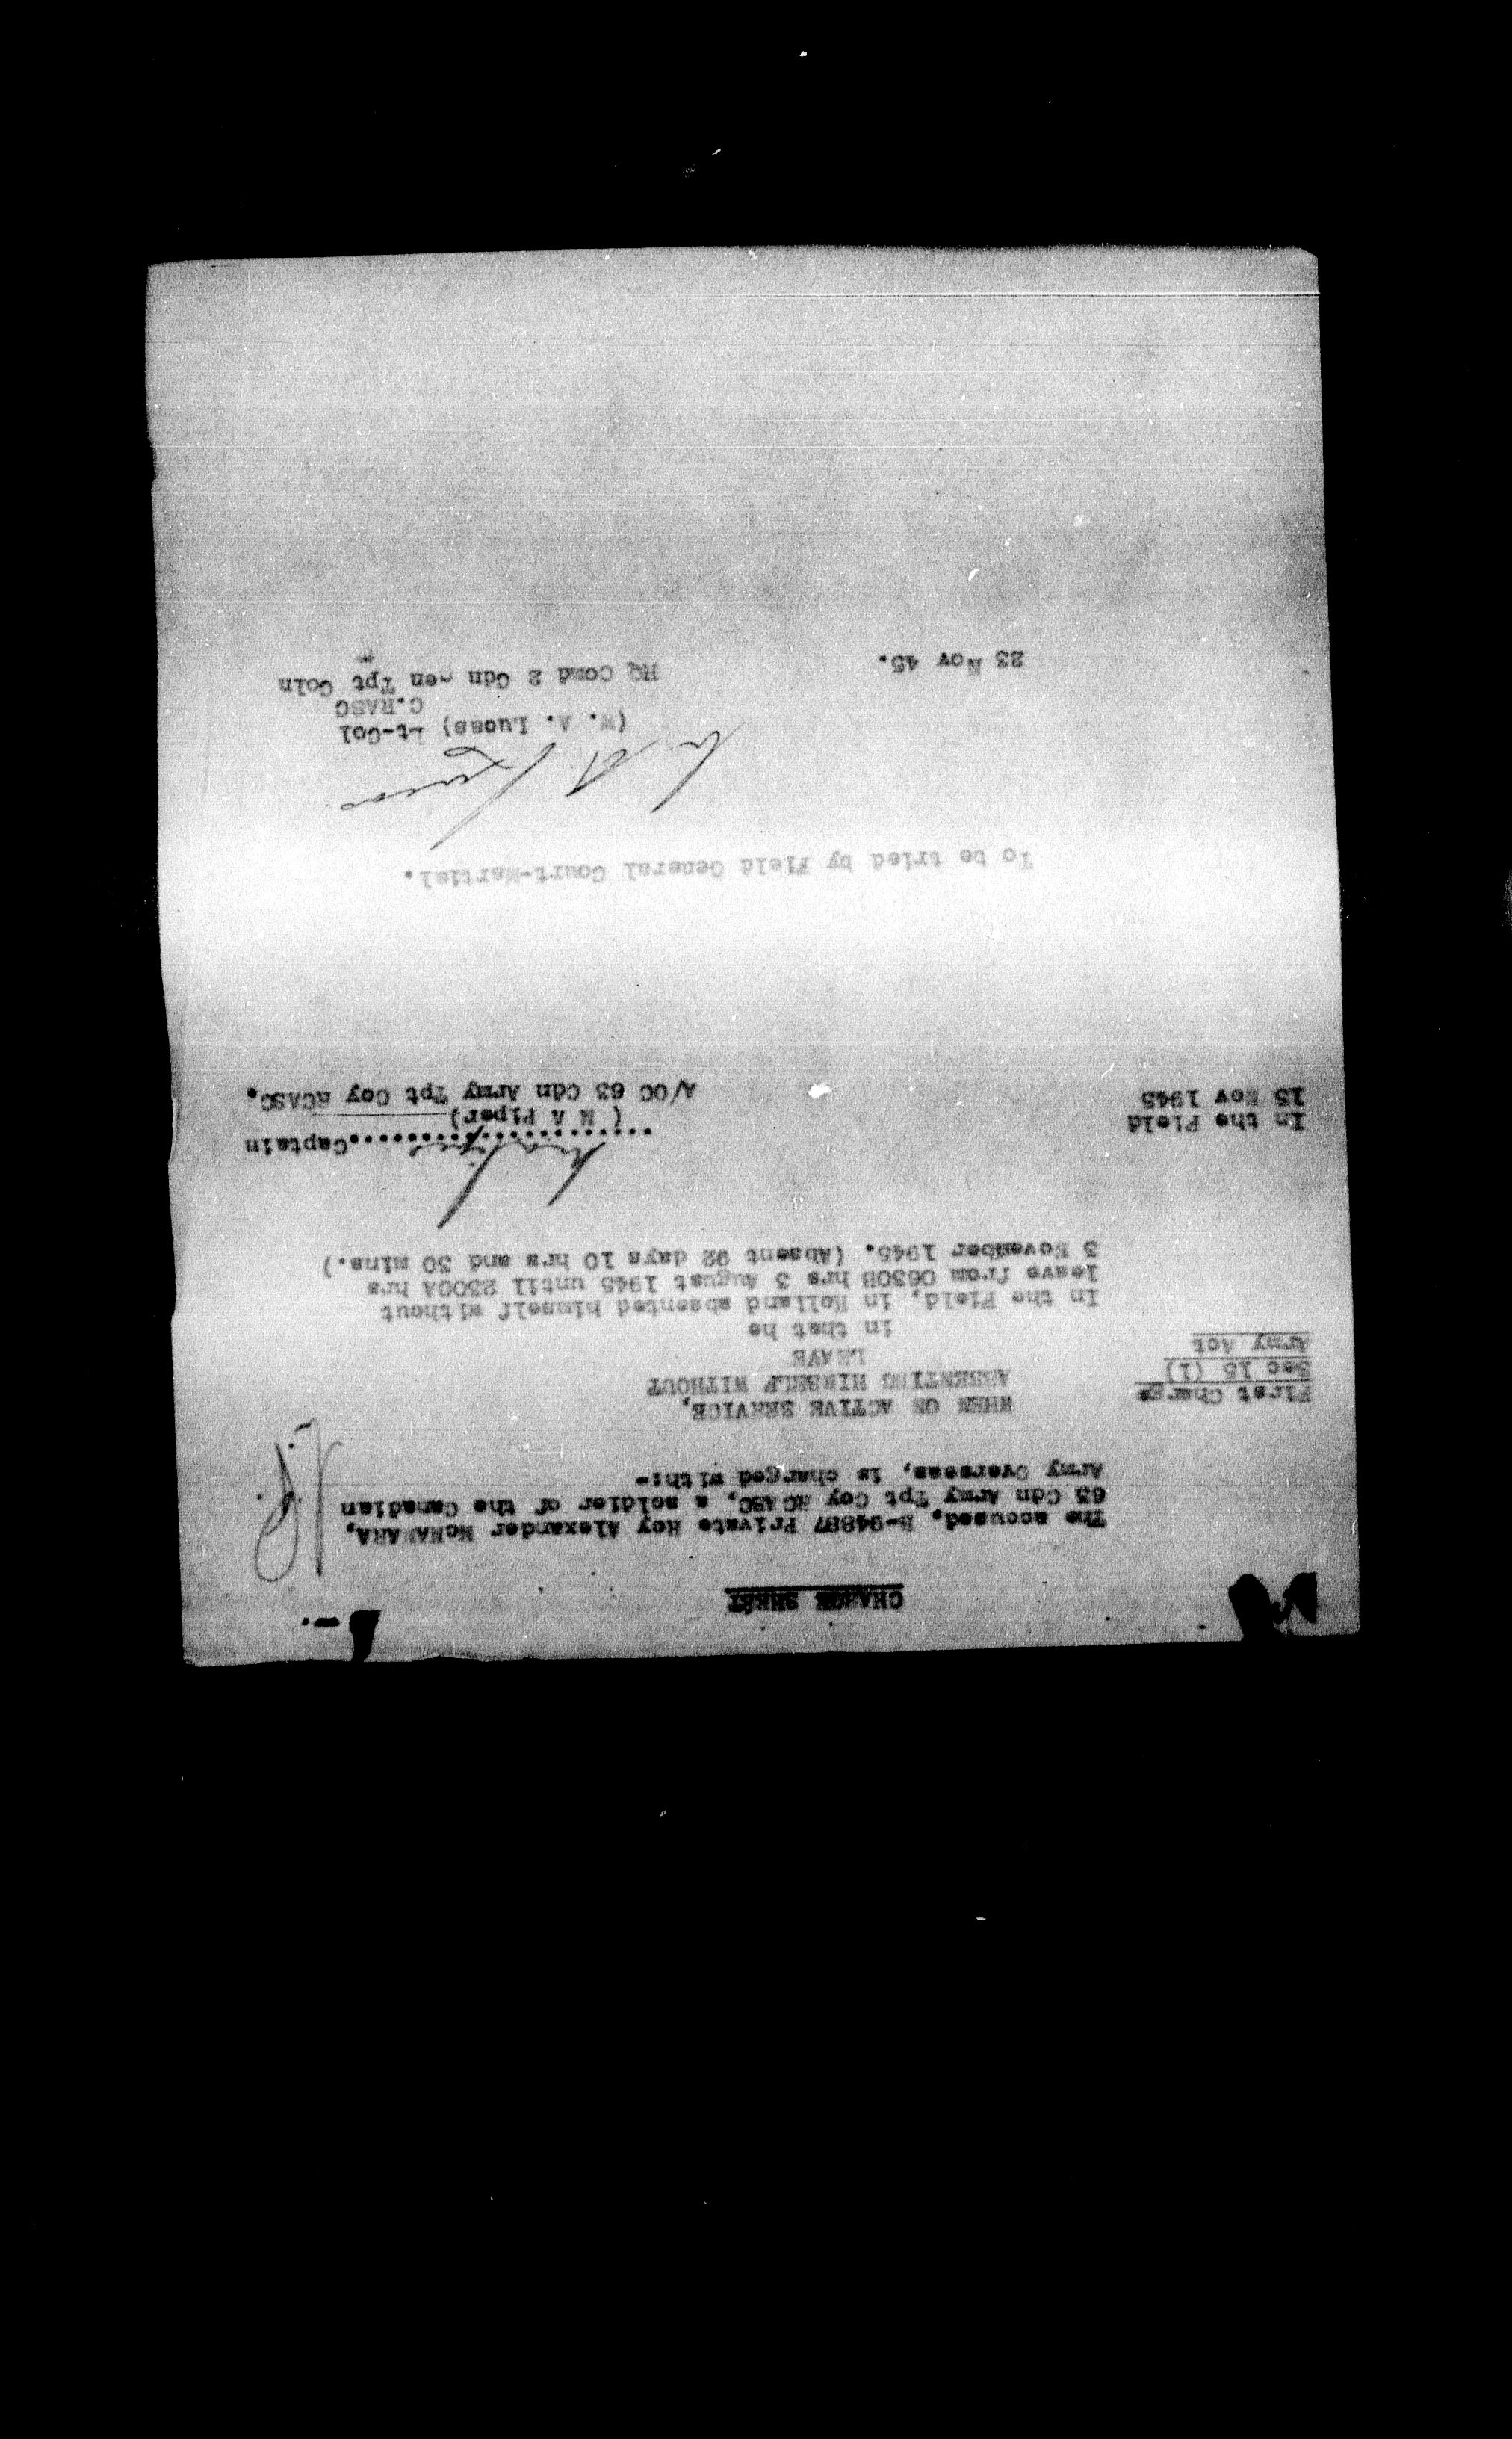 CHARGE SHEET
The accused, B-94887 Private Roy Alexander McNAMARA,
63 Cdn Army Tpt Coy RCASC, a soldier of the Canadian
Army Overseas, is charged with:-
First Charge
Sec 15 (1)
Army Act
WHEN ON ACTIVE SERVICE,
ABSENTING HIMSELF WITHOUT
LEAVE
in that he
In the Field, in Holland absented himself without
leave from 0630B hrs 3 August 1945 until 2300A hrs
3 November 1945. (Absent 92 days 10 hrs and 30 mins.)
In the Field
15 Nov 1945
......................Captain
( M A Piper)
A/OC 63 Cdn Army Tpt Coy RCASC.
To be tried by Field General Court-Martial.
W A Lucas
(W. A. Lucas) Lt-Col
C.RASC
HQ Comd 2 Cdn Gen Tpt Coln
23 Nov 45.